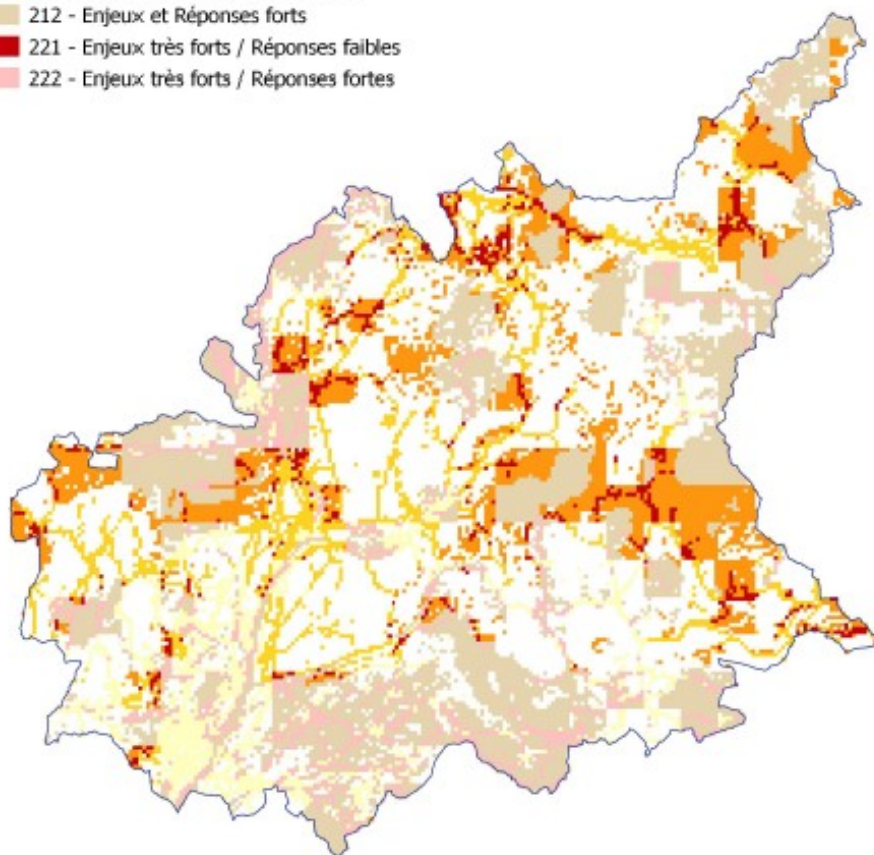 212 - Enjeux et Réponses forts
221 - Enjeux très forts / Réponses faibles
222 - Enjeux très forts / Réponses fortes